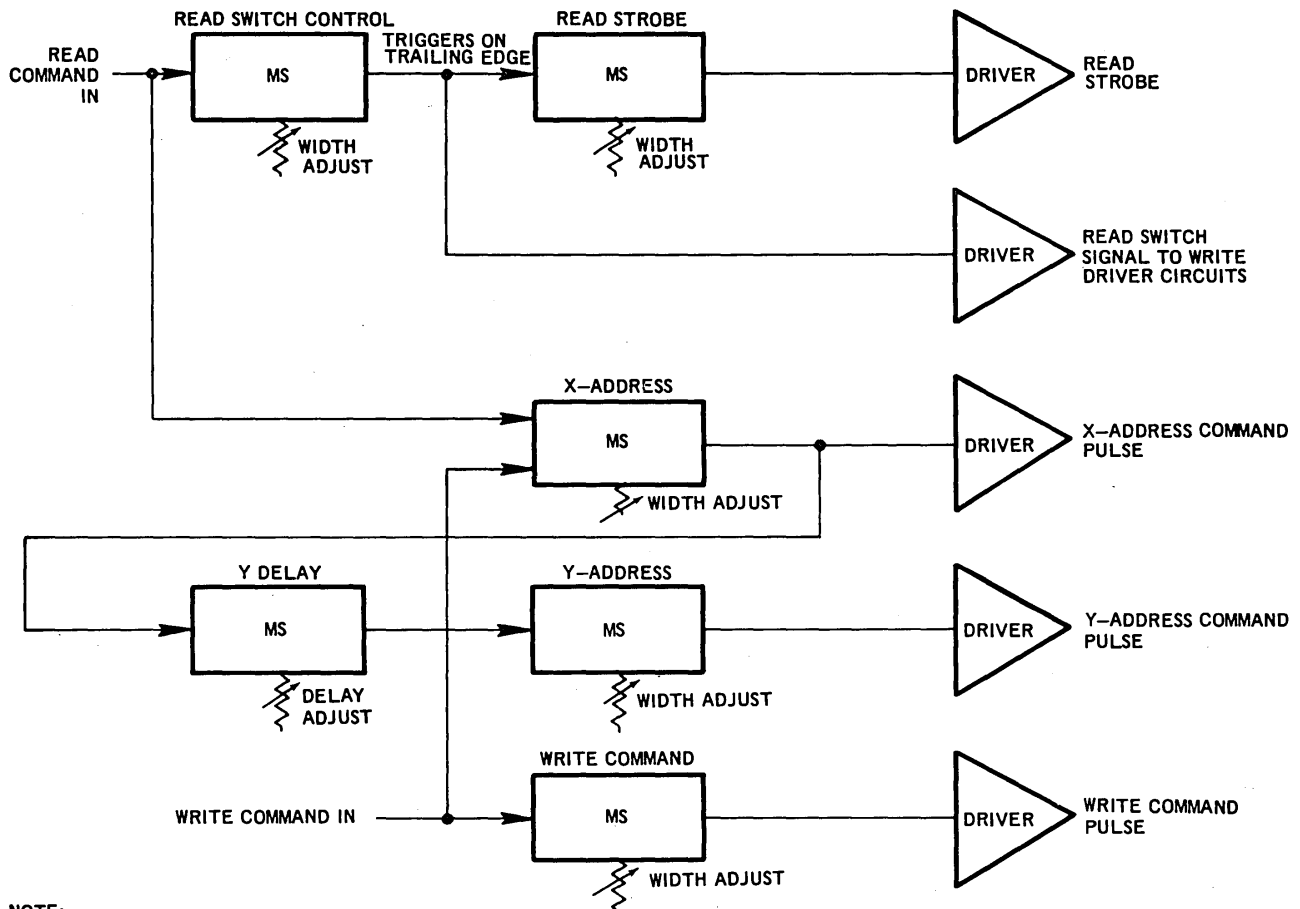 READ SWITCH CONTROL
READ STROBE
READ
COMMAND
IN
MS
TRIGGERS ON
TRAILING EDGE
MS
DRIVER
READ
STROBE
WIDTH
ADJUST
WIDTH
ADJUST
DRIVER
READ SWITCH
SIGNAL TO WRITE
DRIVER CIRCUITS
X–ADDRESS
MS
DRIVER
X–ADDRESS COMMAND
PULSE
WIDTH ADJUST
Y DELAY
Y–ADDRESS
MS
MS
DRIVER
Y–ADDRESS COMMAND
PULSE
DELAY
ADJUST
WIDTH ADJUST
WRITE COMMAND
WRITE COMMAND IN
MS
DRIVER
WRITE COMMAND
PULSE
WIDTH ADJUST
NOTE: